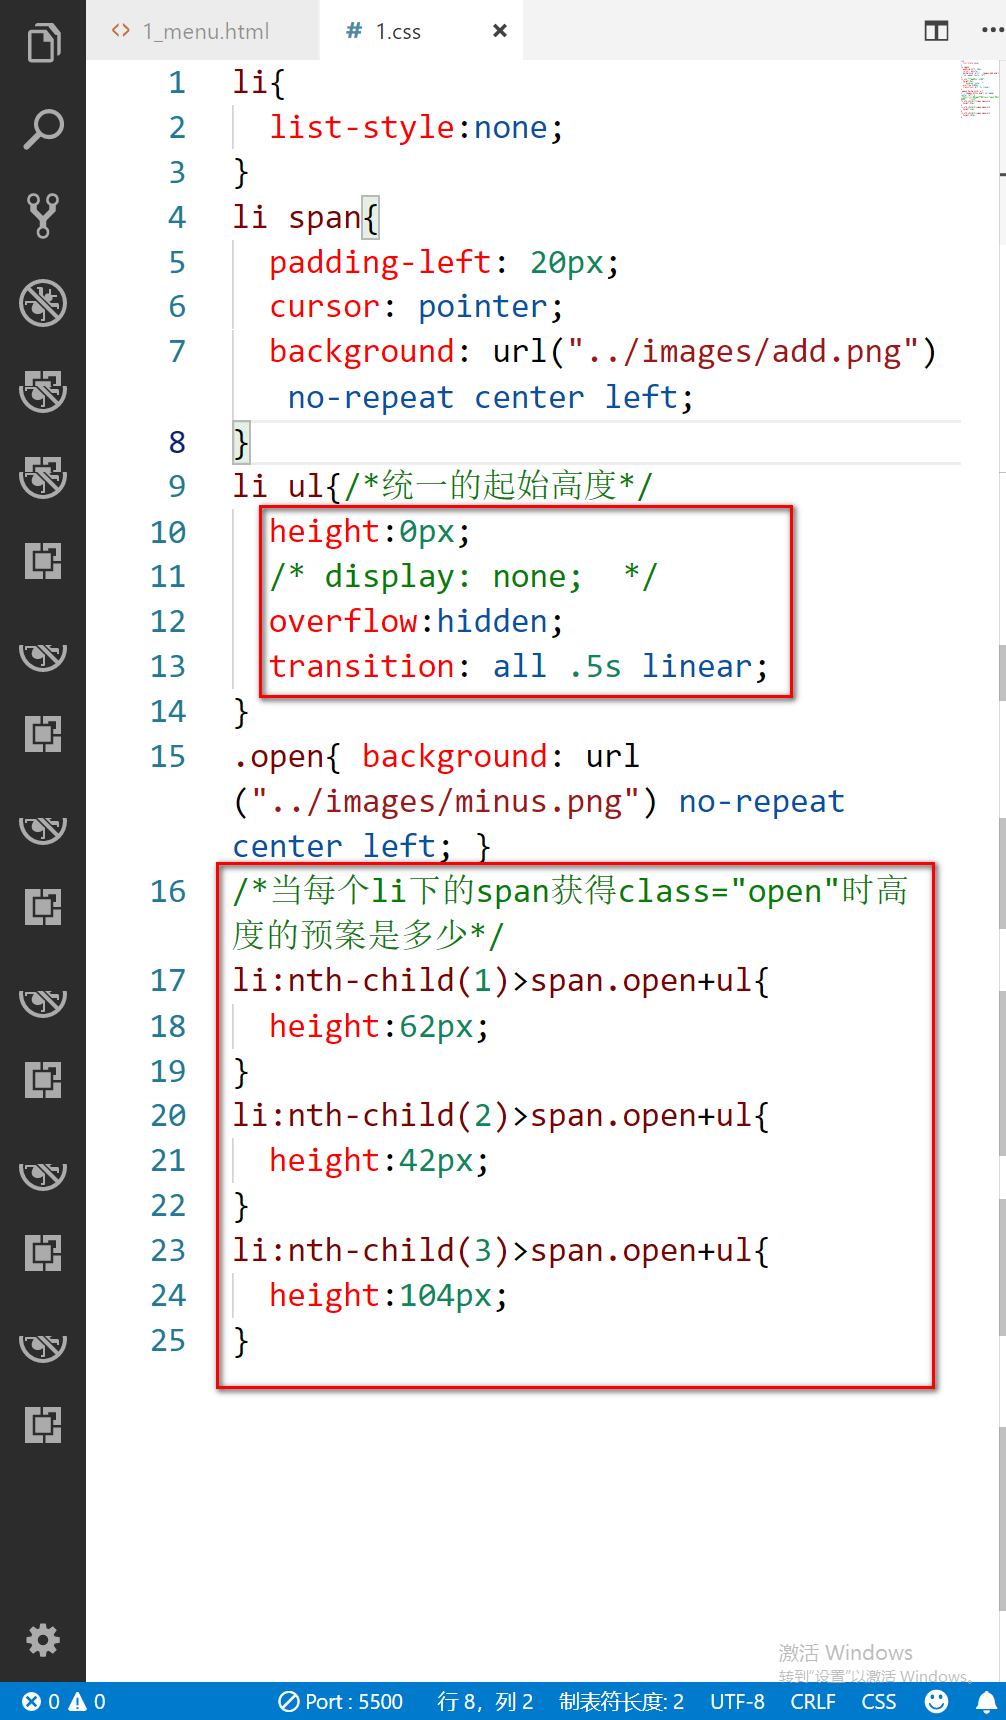 <> 1_menu.html
# 1.css ×
1 li{
2 list-style:none;
3 }
4 li span{
5 padding-left: 20px;
6 cursor: pointer;
7 background: url("../images/add.png")
no-repeat center left;
8 }
9 li ul{/*统一的起始高度*/
10 height:0px;
11 /* display: none;  */
12 overflow:hidden;
13 transition: all .5s linear;
14 }
15 .open{ background: url
("../images/minus.png") no-repeat
center left; }
16 /*当每个li下的span获得class="open"时高
度的预案是多少*/
17 li:nth-child(1)>span.open+ul{
18 height:62px;
19 }
20 li:nth-child(2)>span.open+ul{
21 height:42px;
22 }
23 li:nth-child(3)>span.open+ul{
24 height:104px;
25 }
激活 Windows
转到“设置”以激活 Windows。
0 0 Port : 5500 行 8，列 2 制表符长度: 2 UTF-8 CRLF CSS